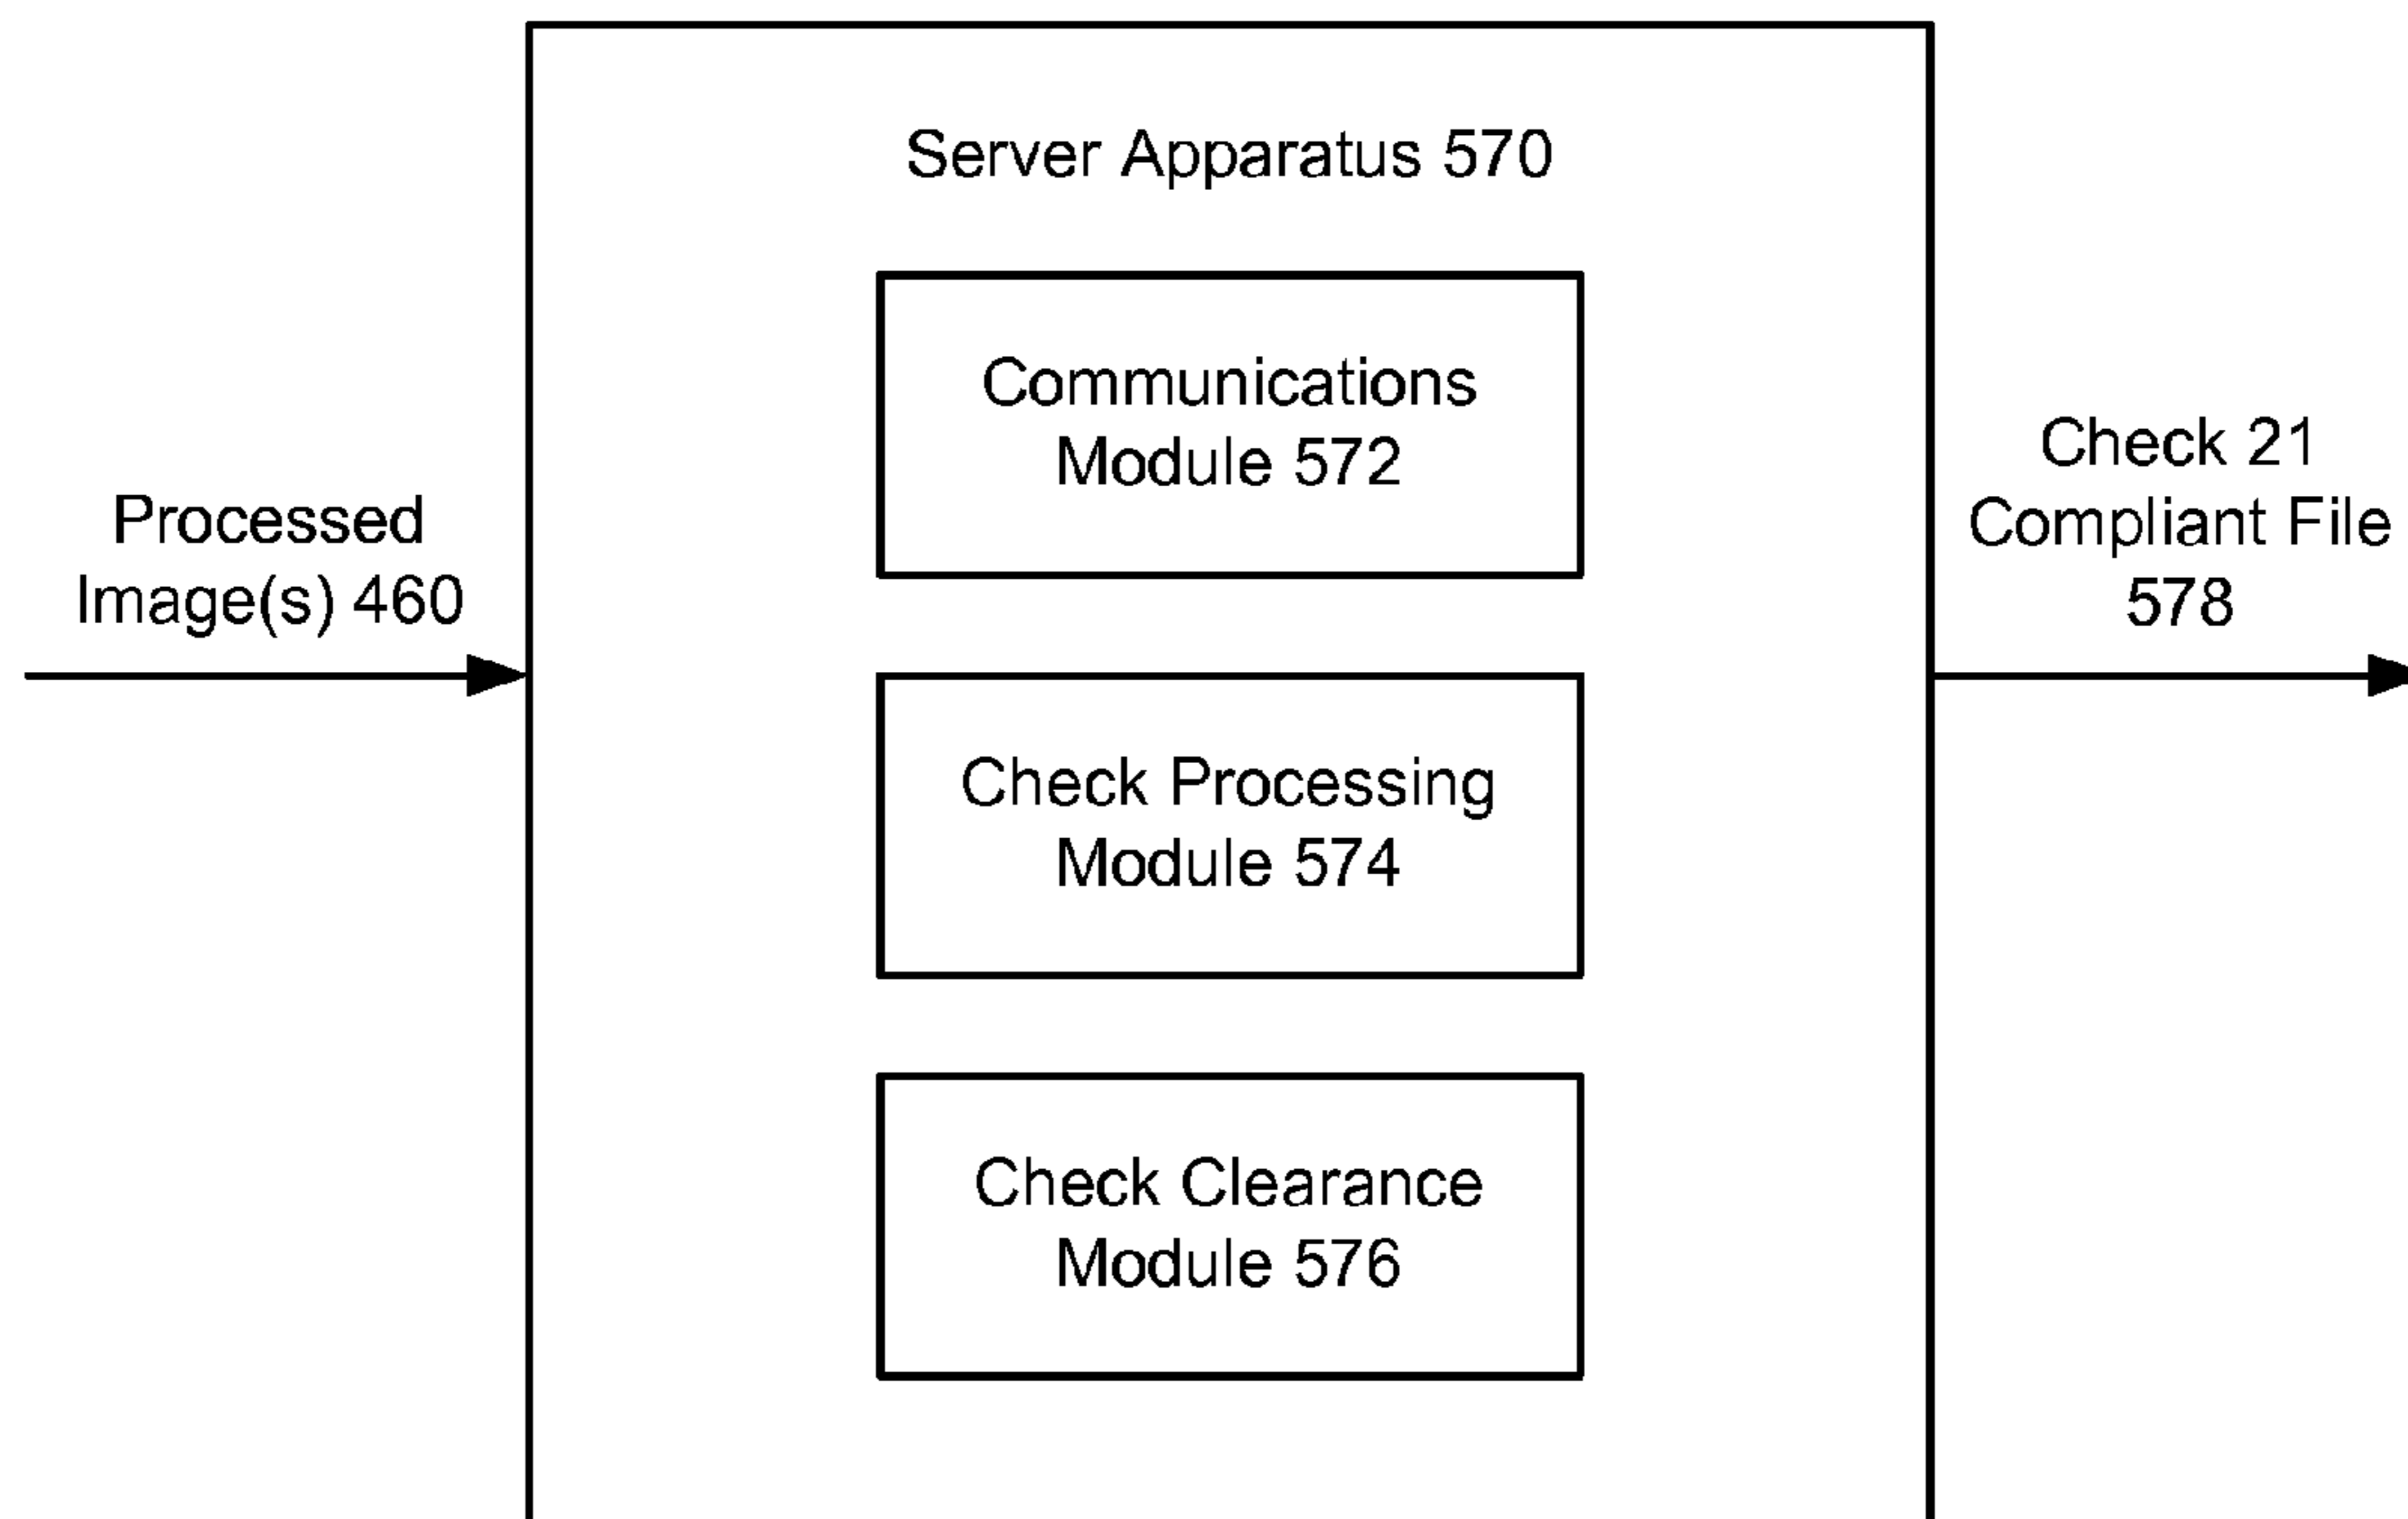 Server Apparatus 570
Communications
Module 572
Processed
Image(s) 460
Check 21
Compliant File
578
Check Processing
Module 574
Check Clearance
Module 576